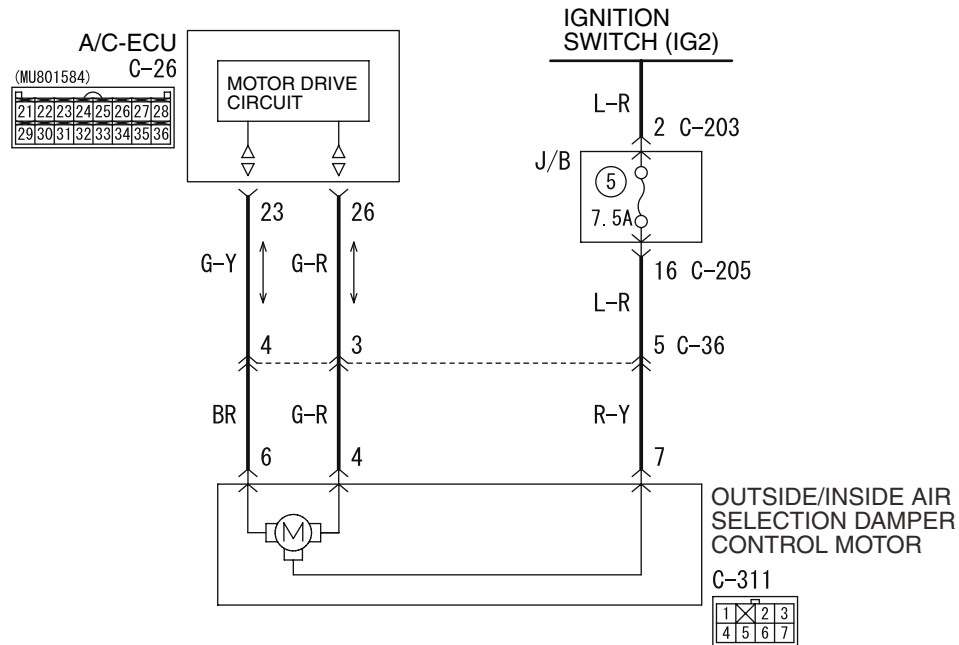 IGNITION
SWITCH (IG2)
A/C-ECU
C-26
(MU801584)
21 22 23 24 25 26 27 28
29 30 31 32 33 34 35 36
MOTOR DRIVE
CIRCUIT
L-R
2 C-203
J/B
5
7.5A
23
26
16 C-205
G-Y
G-R
L-R
4
3
5 C-36
BR
G-R
R-Y
6
4
7
M
OUTSIDE/INSIDE AIR
SELECTION DAMPER
CONTROL MOTOR
C-311
1 2 3
4 5 6 7